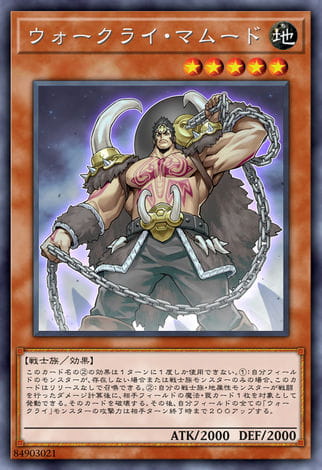 ウォークライ・マムード
地
【戦士族／効果】
このカード名の②の効果は１ターンに１度しか使用できない。①：自分フィール
ドのモンスターが、存在しない場合または戦士族モンスターのみの場合、このカ
ードはリリースなしで召喚できる。②：自分の戦士族・地属性モンスターが戦闘
を行ったダメージ計算後に、相手フィールドの魔法・罠カード１枚を対象として
発動できる。そのカードを破壊する。その後、自分フィールドの全ての「ウォー
クライ」モンスターの攻撃力は相手ターン終了時まで２００アップする。
ATK/2000 DEF/2000
84903021